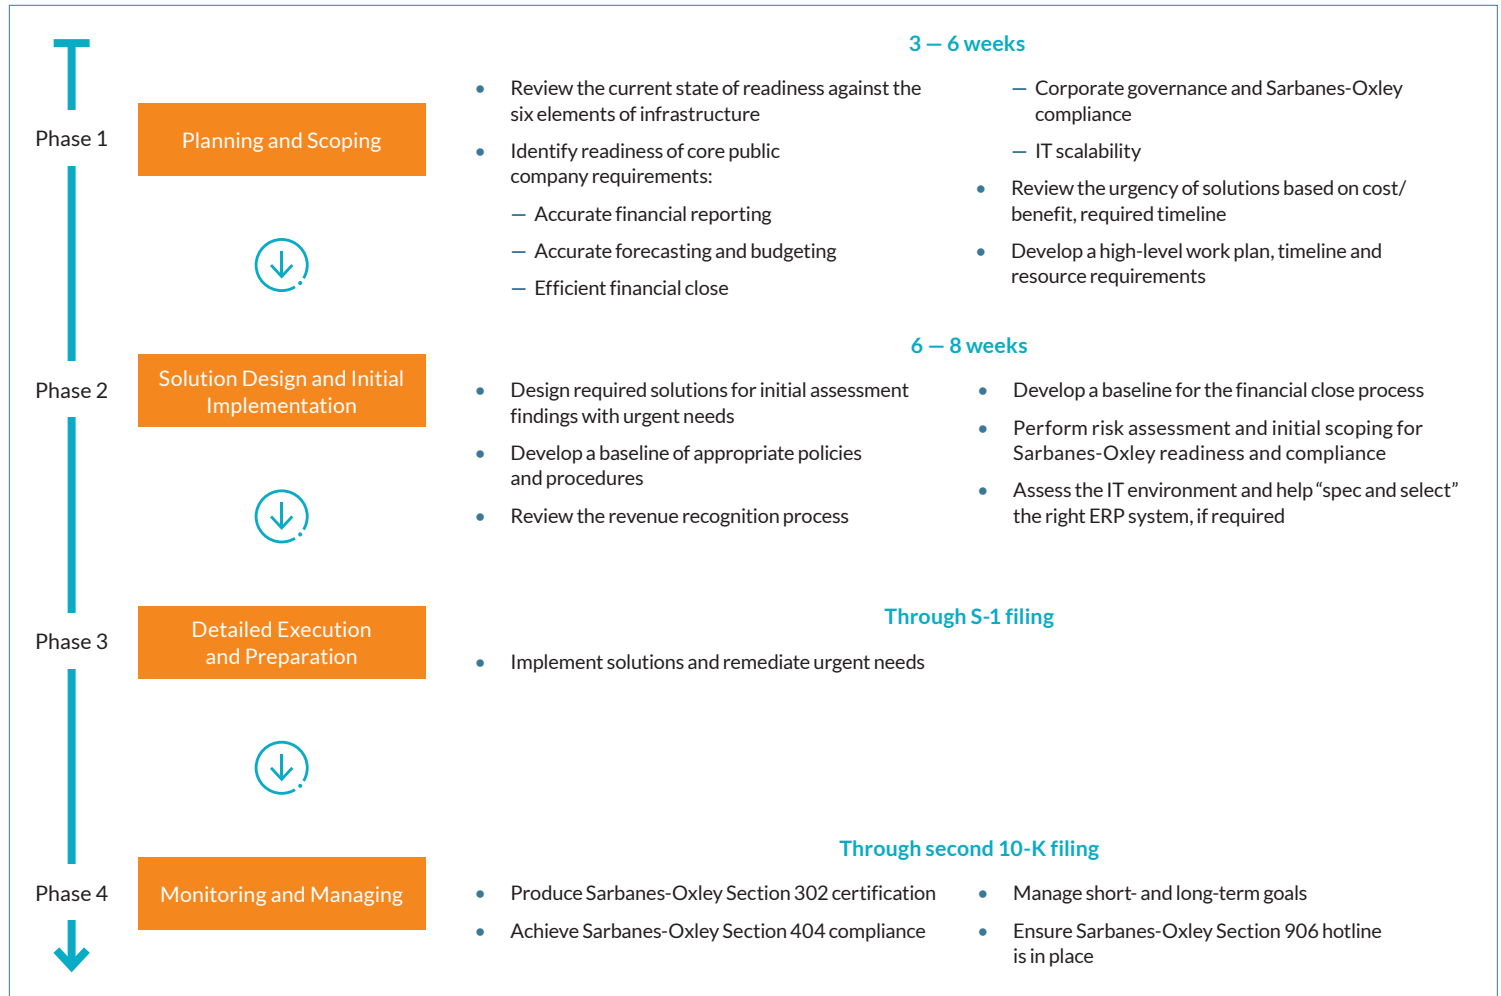 3 — 6 weeks
Phase 1
Planning and Scoping
• Review the current state of readiness against the
six elements of infrastructure
• Identify readiness of core public
company requirements:
— Accurate financial reporting
— Accurate forecasting and budgeting
— Efficient financial close
— Corporate governance and Sarbanes-Oxley
compliance
— IT scalability
• Review the urgency of solutions based on cost/
benefit, required timeline
• Develop a high-level work plan, timeline and
resource requirements
6 — 8 weeks
Phase 2
Solution Design and Initial
Implementation
• Design required solutions for initial assessment
findings with urgent needs
• Develop a baseline of appropriate policies
and procedures
• Review the revenue recognition process
• Develop a baseline for the financial close process
• Perform risk assessment and initial scoping for
Sarbanes-Oxley readiness and compliance
• Assess the IT environment and help “spec and select”
the right ERP system, if required
Through S-1 filing
Phase 3
Detailed Execution
and Preparation
• Implement solutions and remediate urgent needs
Through second 10-K filing
Phase 4
Monitoring and Managing
• Produce Sarbanes-Oxley Section 302 certification
• Achieve Sarbanes-Oxley Section 404 compliance
• Manage short- and long-term goals
• Ensure Sarbanes-Oxley Section 906 hotline
is in place